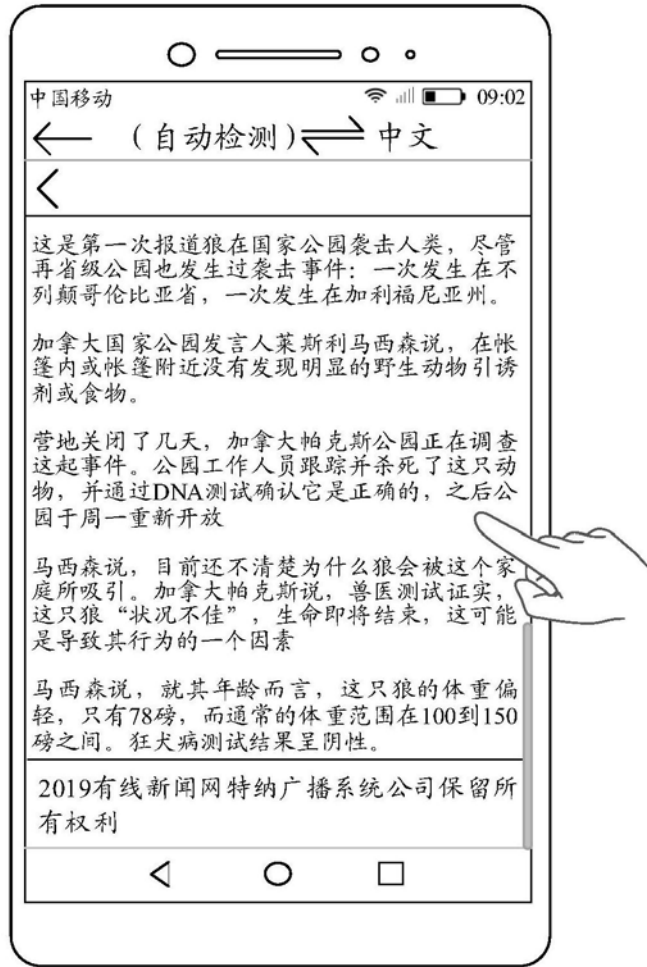 中国移动 09:02
(自动检测) 中文
这是第一次报道狼在国家公园袭击人类，尽管
再省级公园也发生过袭击事件：一次发生在不
列颠哥伦比亚省，一次发生在加利福尼亚州。
加拿大国家公园发言人莱斯利马西森说，在帐
篷内或帐篷附近没有发现明显的野生动物引诱
剂或食物。
营地关闭了几天，加拿大帕克斯公园正在调查
这起事件。公园工作人员跟踪并杀死了这只动
物，并通过DNA测试确认它是正确的，之后公
园于周一重新开放
马西森说，目前还不清楚为什么狼会被这个家
庭所吸引。加拿大帕克斯说，兽医测试证实，
这只狼“状况不佳”，生命即将结束，这可能
是导致其行为的一个因素
马西森说，就其年龄而言，这只狼的体重偏
轻，只有78磅，而通常的体重范围在100到150
磅之间。狂犬病测试结果呈阴性。
2019有线新闻网特纳广播系统公司保留所
有权利